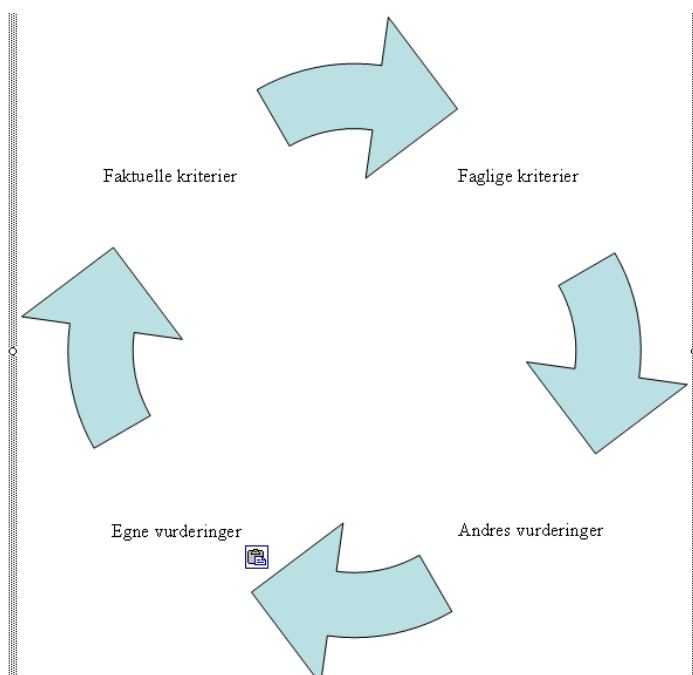 Faktuelle kriterier
Faglige kriterier
Egne vurderinger
Andres vurderinger